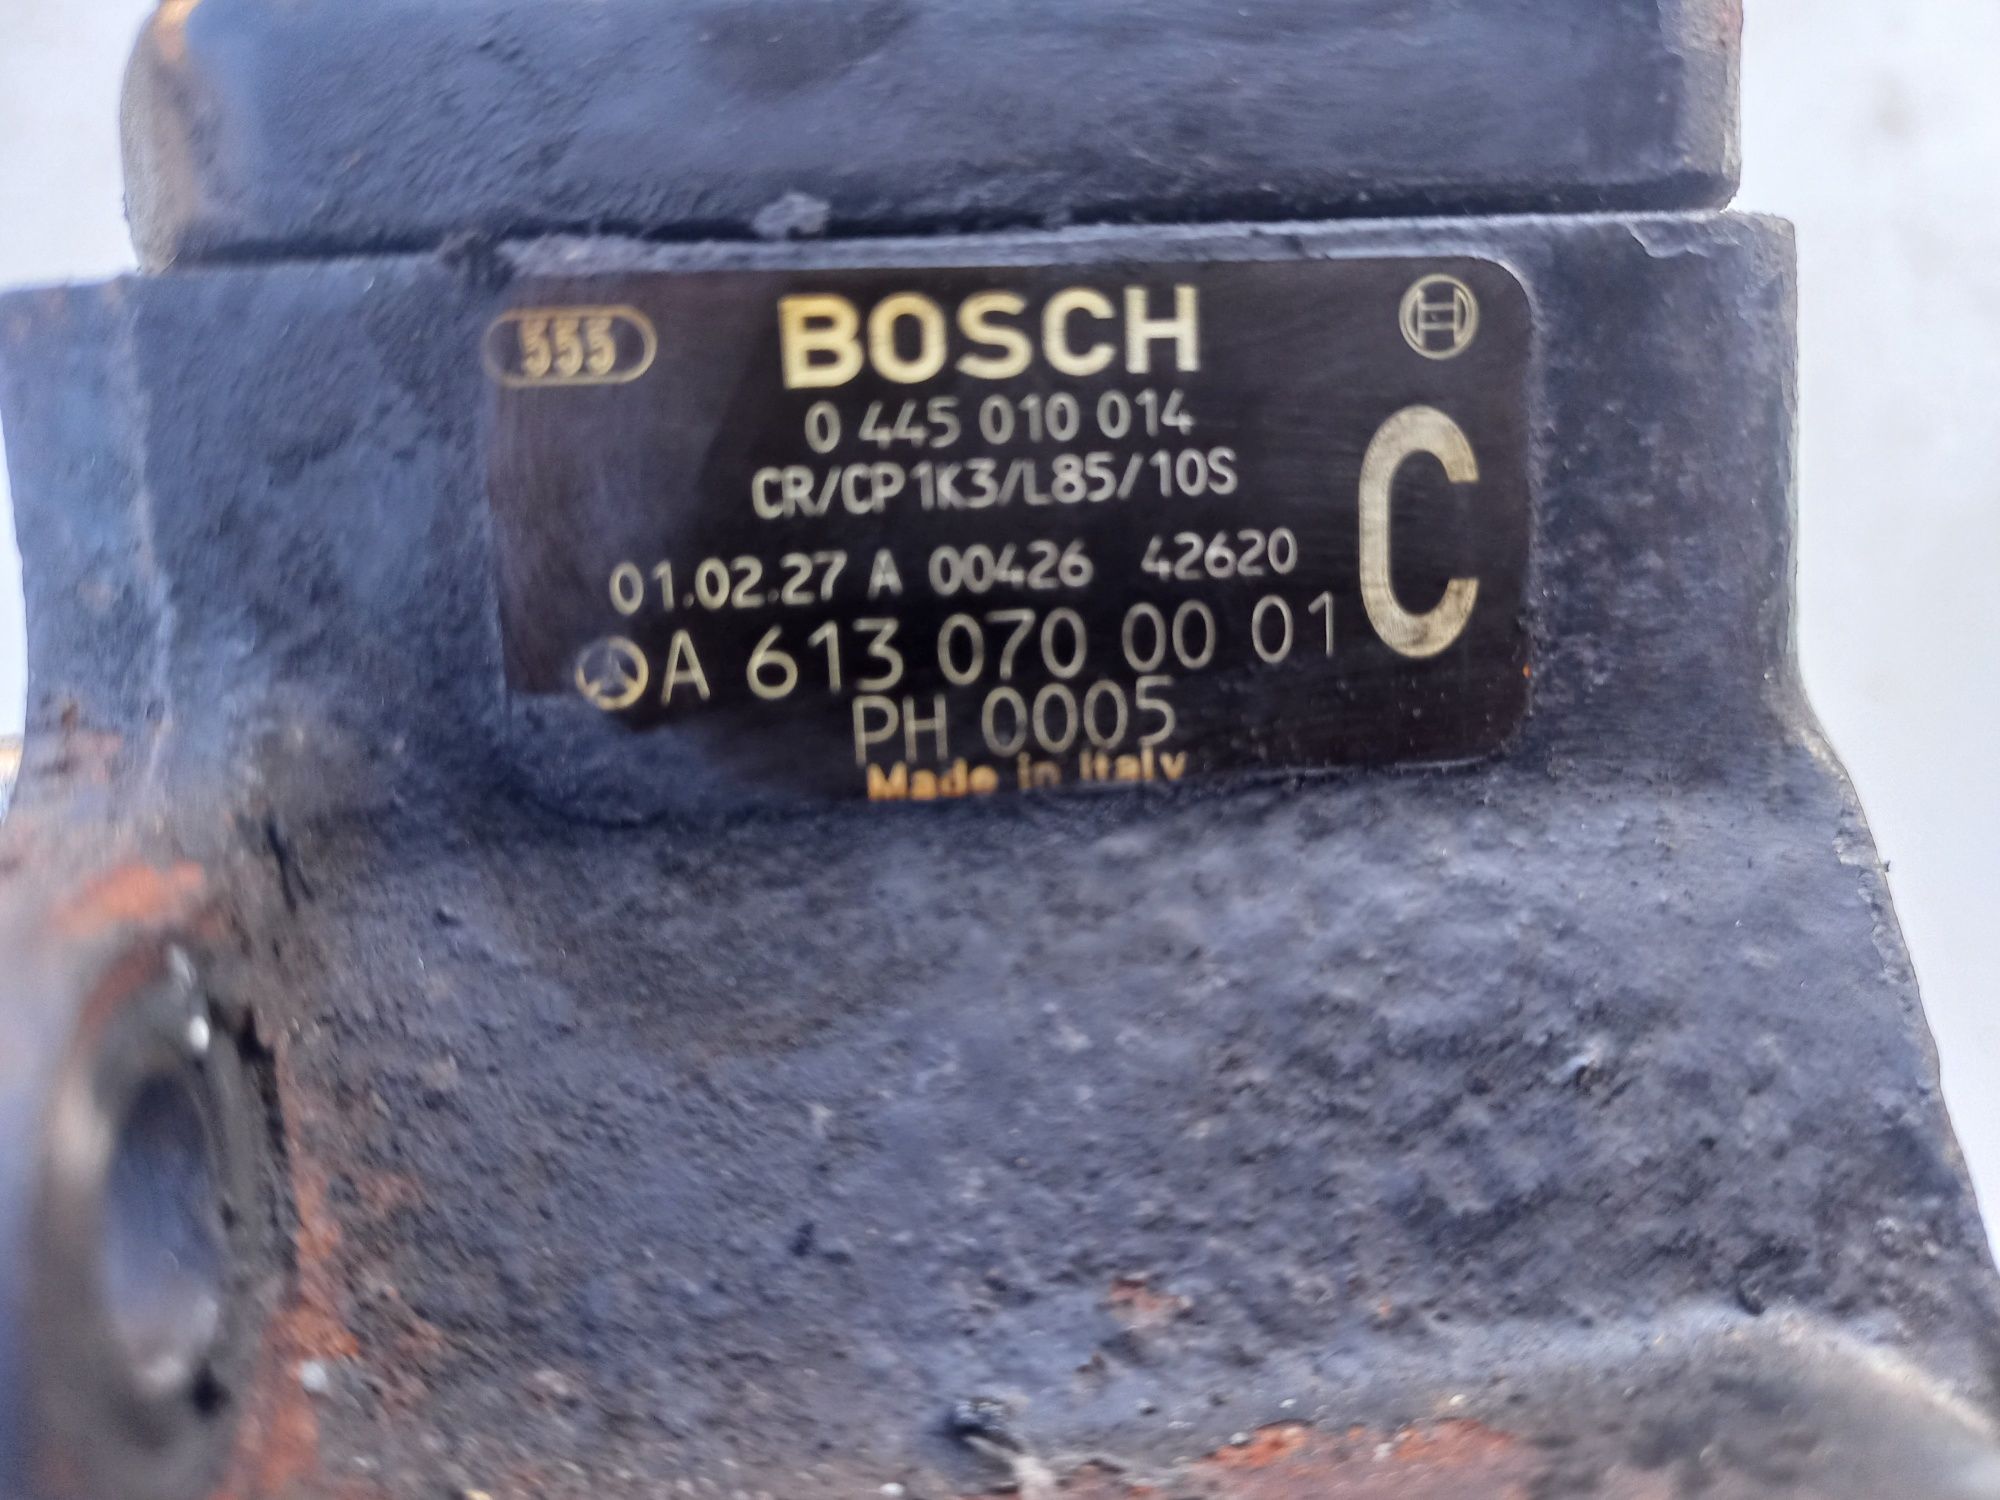 555 BOSCH
0 445 010 014
CR/CP1K3/L85/10S
C
01.02.27 A 00426 42620
A 613 070 00 01
PH 0005
Made in Italy